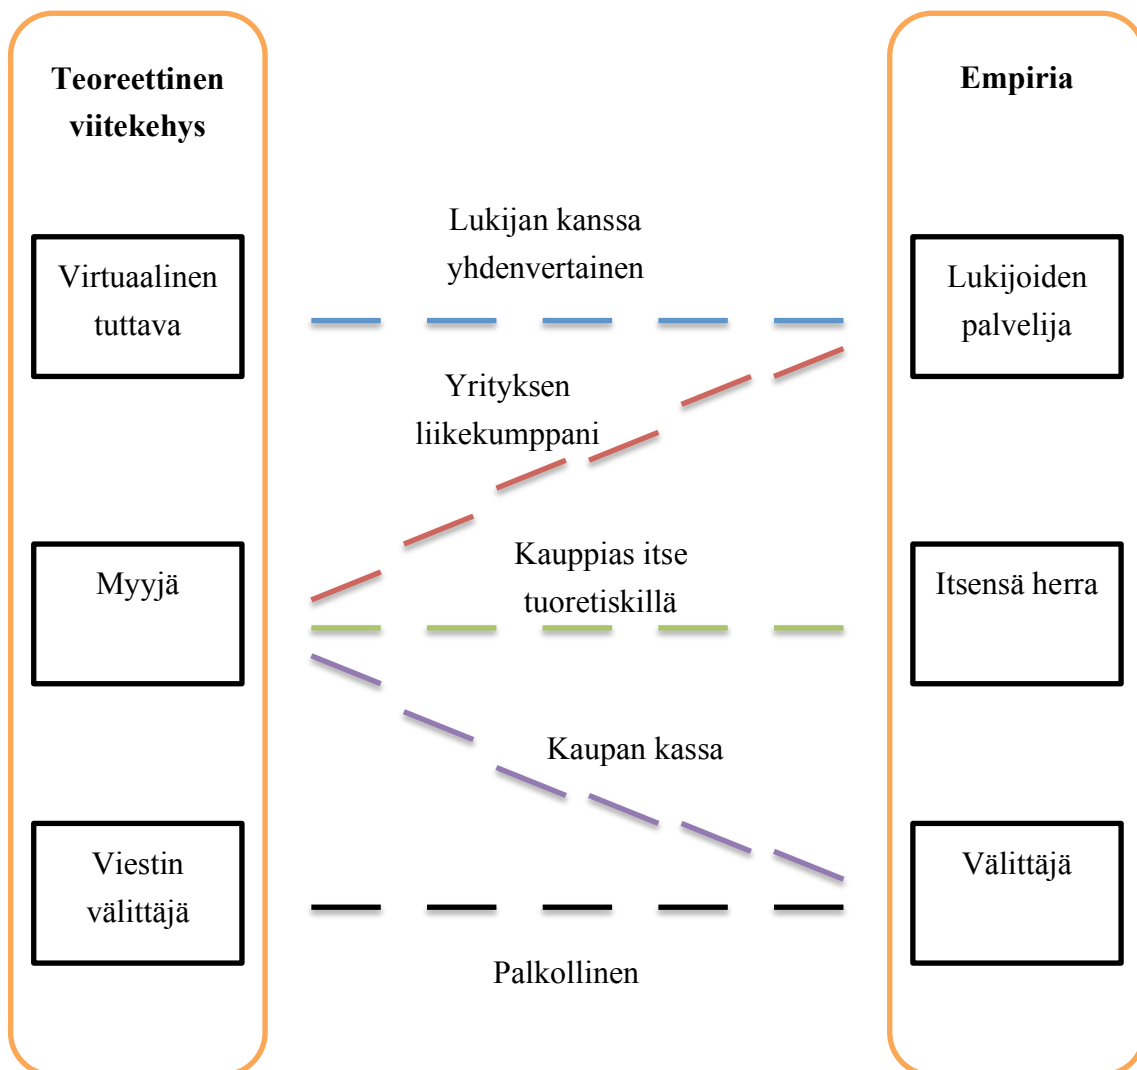 Teoreettinen
viitekehys
Empiria
Lukijan kanssa
yhdenvertainen
Virtuaalinen
tuttava
Lukijoiden
palvelija
Yrityksen
liikekumppani
Kauppias itse
tuoretiskillä
Myyjä
Itsensä herra
Kaupan kassa
Viestin
välittäjä
Välittäjä
Palkollinen